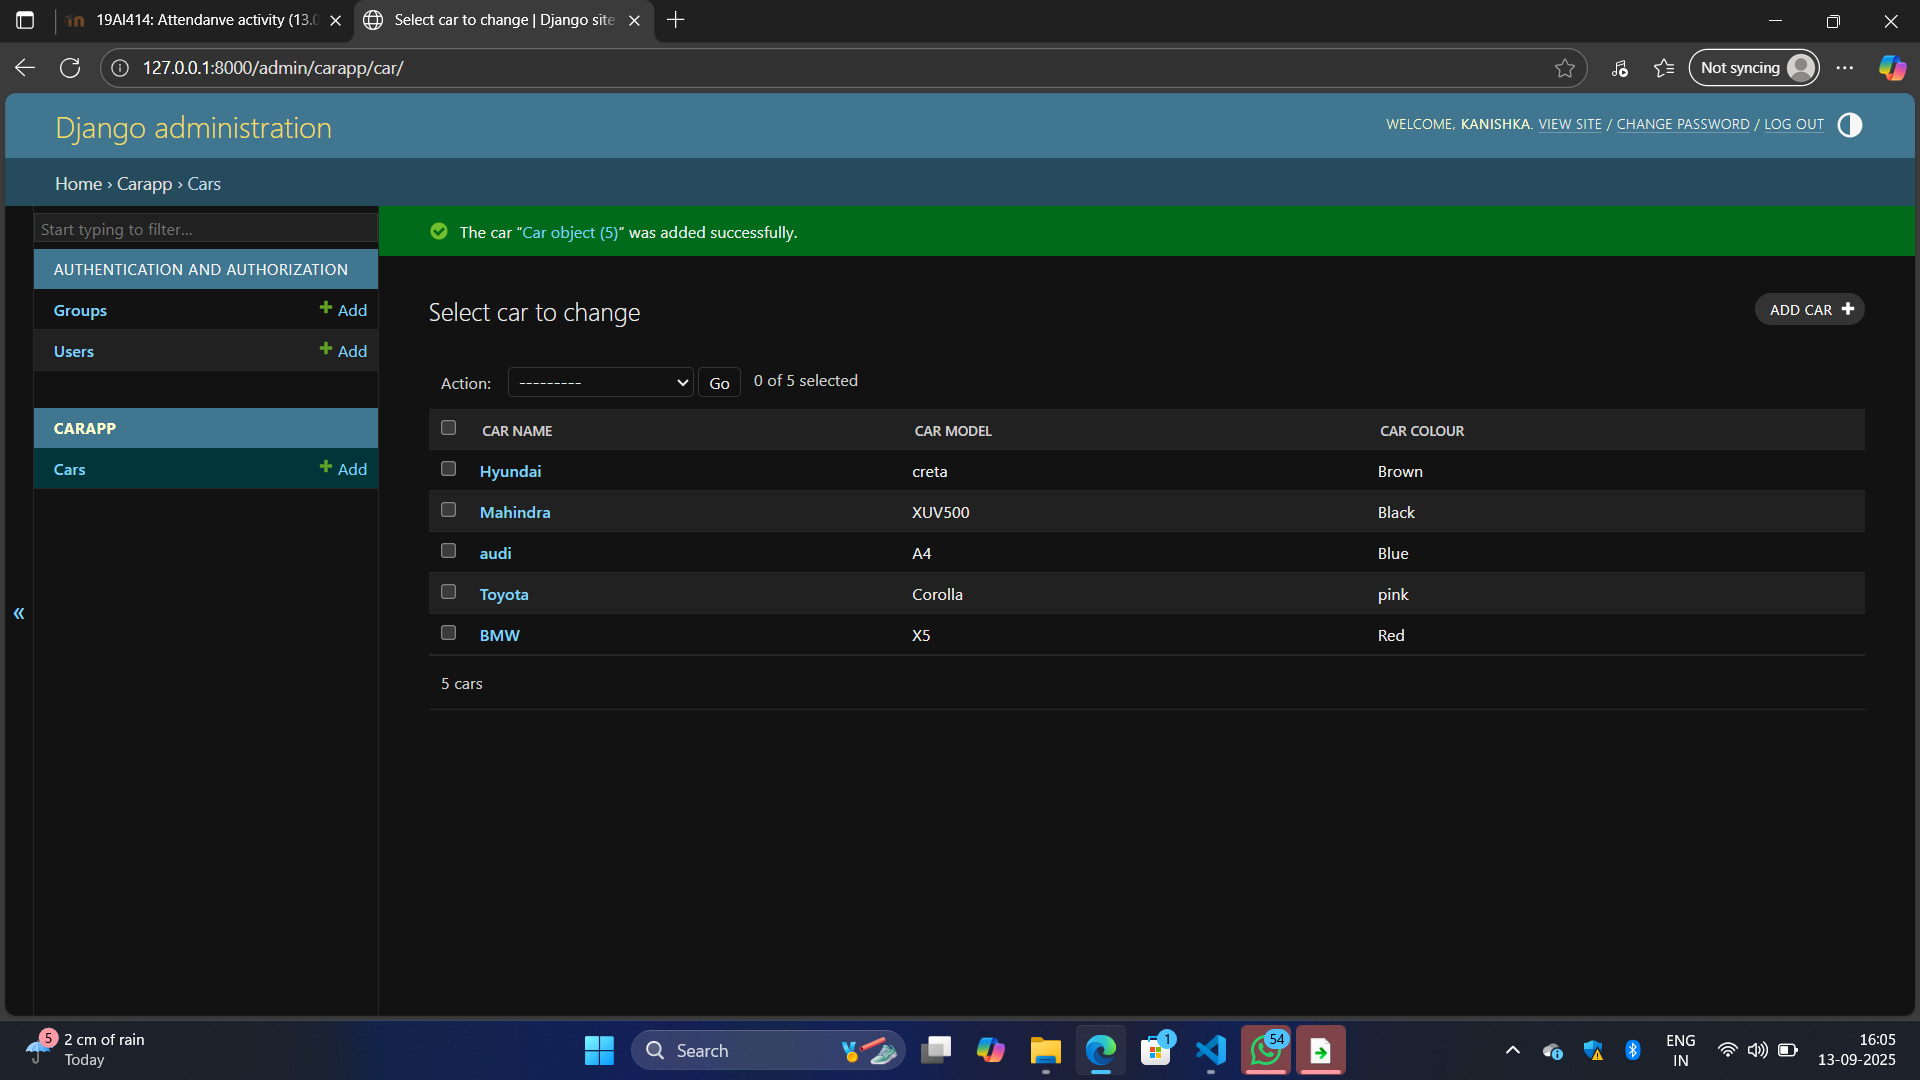 19AI414: Attendanve activity (13.0
Select car to change | Django site
127.0.0.1:8000/admin/carapp/car/
Not syncing
Django administration
WELCOME, KANISHKA. VIEW SITE / CHANGE PASSWORD / LOG OUT
Home › Carapp › Cars
Start typing to filter...
The car “Car object (5)” was added successfully.
AUTHENTICATION AND AUTHORIZATION
Groups
Add
Users
Add
CARAPP
Cars
Add
«
Select car to change
ADD CAR
Action: --------- Go 0 of 5 selected
CAR NAME CAR MODEL CAR COLOUR
Hyundai creta Brown
Mahindra XUV500 Black
audi A4 Blue
Toyota Corolla pink
BMW X5 Red
5 cars
5
2 cm of rain
Today
Search
1
54
ENG
IN
16:05
13-09-2025